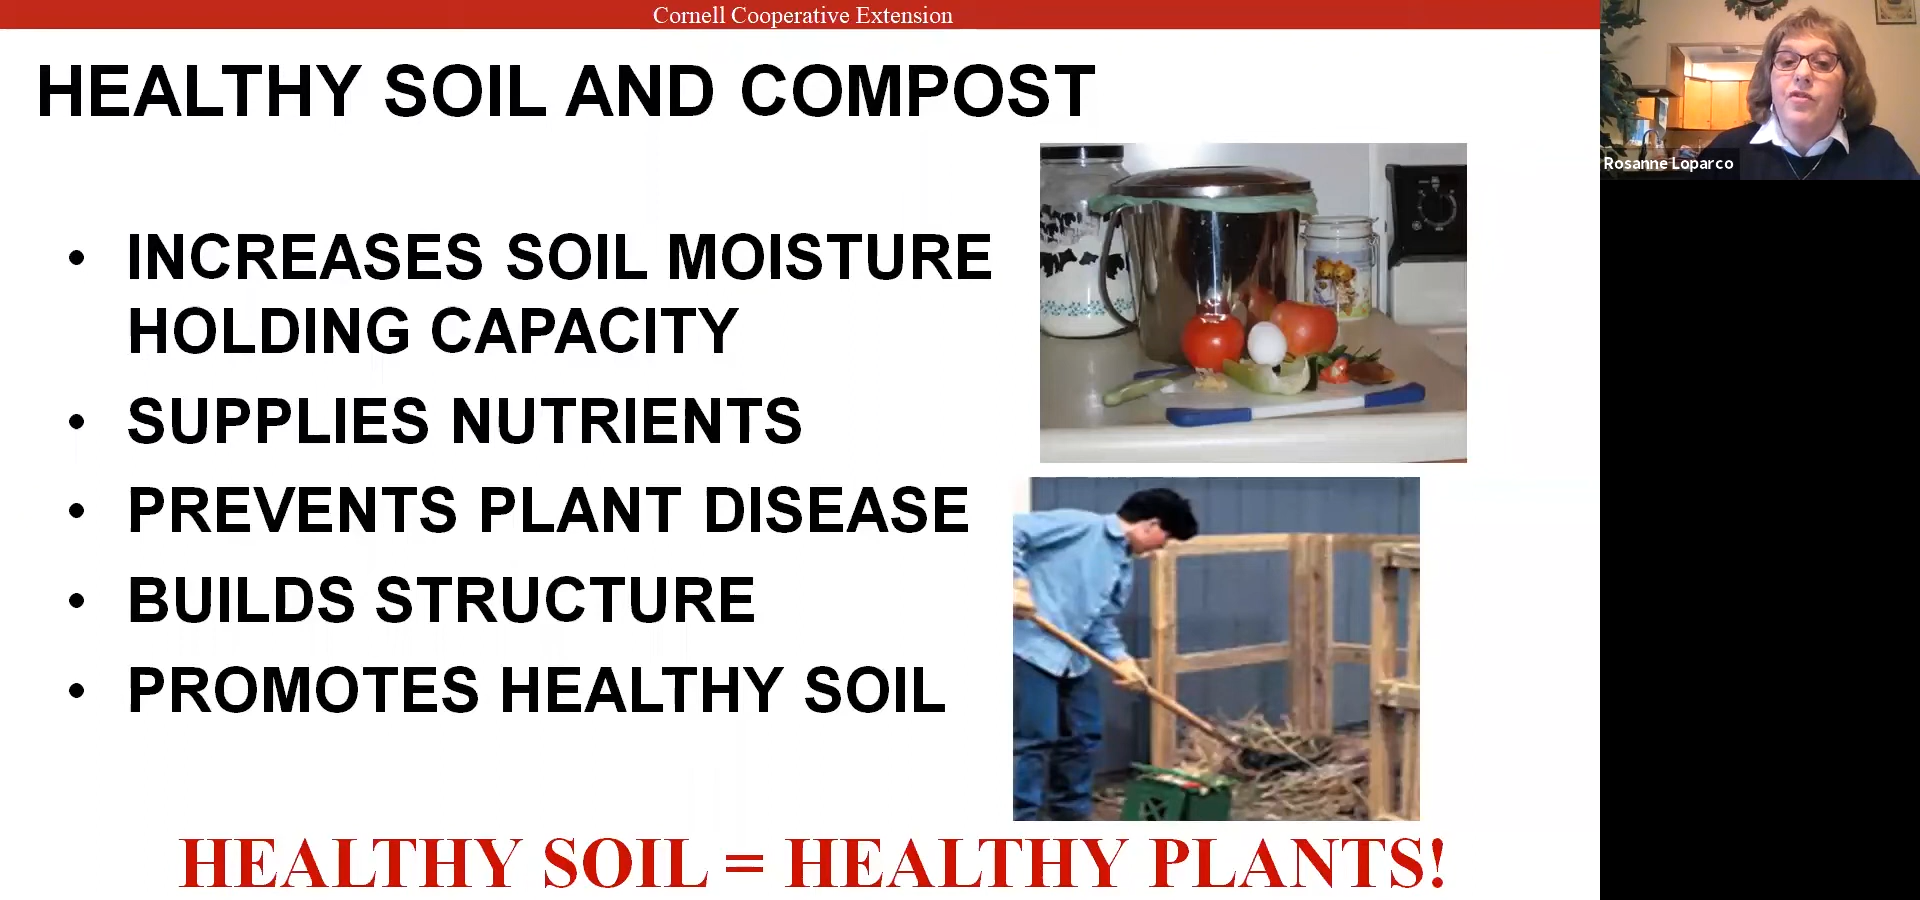 Cornell Cooperative Extension
HEALTHY SOIL AND COMPOST
• INCREASES SOIL MOISTURE
HOLDING CAPACITY
• SUPPLIES NUTRIENTS
• PREVENTS PLANT DISEASE
• BUILDS STRUCTURE
• PROMOTES HEALTHY SOIL
HEALTHY SOIL = HEALTHY PLANTS!
Rosanne Loparco